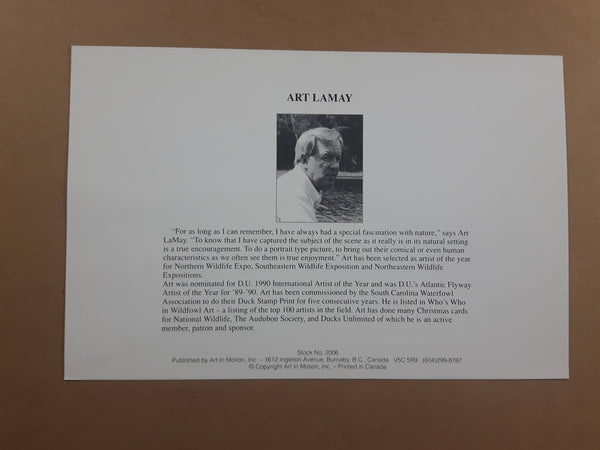 ART LAMAY
"For as long as I can remember, I have always had a special fascination with nature," says Art
LaMay. "To know that I have captured the subject of the scene as it really is in its natural setting
is a true encouragement. To do a portrait type picture, to bring out their comical or even human
characteristics as we often see them is true enjoyment." Art has been selected as artist of the year
for Northern Wildlife Expo, Southeastern Wildlife Exposition and Northeastern Wildlife
Expositions.
Art was nominated for D.U. 1990 International Artist of the Year and was D.U.'s Atlantic Flyway
Artist of the Year for '89-'90. Art has been commissioned by the South Carolina Waterfowl
Association to do their Duck Stamp Print for five consecutive years. He is listed in Who's Who
in Wildfowl Art – a listing of the top 100 artists in the field. Art has done many Christmas cards
for National Wildlife, The Audubon Society, and Ducks Unlimited of which he is an active
member, patron and sponsor.
Stock No. 2006
Published by Art in Motion, Inc. – 1612 Ingleton Avenue, Burnaby, B.C., Canada V5C 5R9 (604)299-8787
© Copyright Art in Motion, Inc. – Printed in Canada